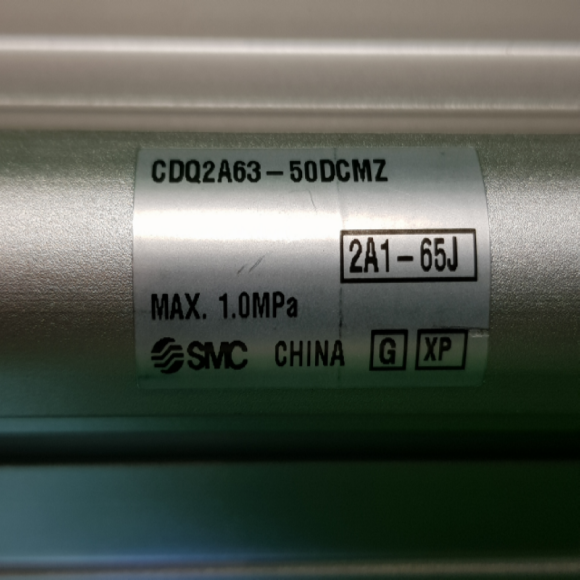 CDQ2A63-50DCMZ
2A1-65J
MAX. 1.0MPa
SMC CHINA G XP